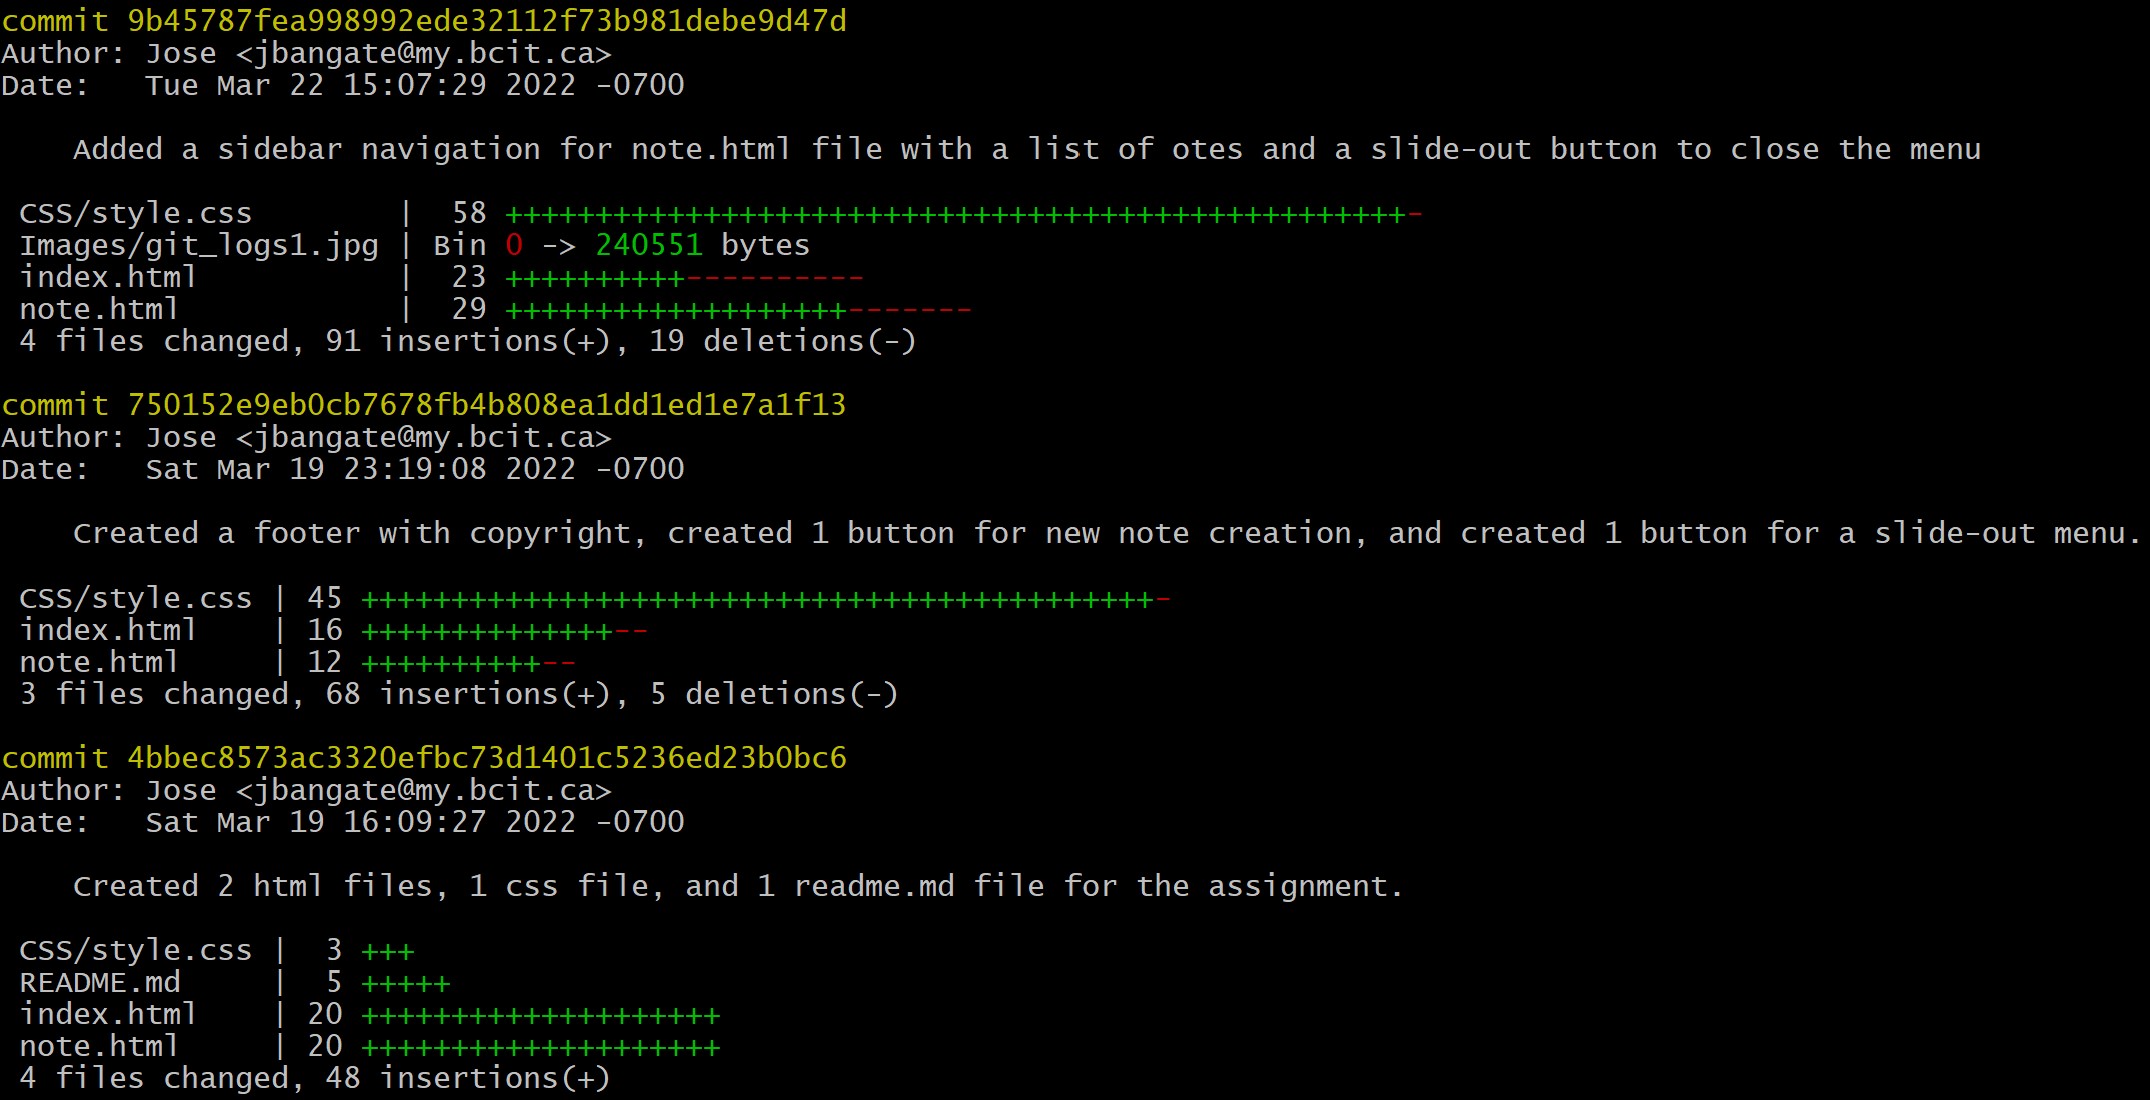 commit 9b45787fea998992ede32112f73b981debe9d47d
Author: Jose <jbangate@my.bcit.ca>
Date:   Tue Mar 22 15:07:29 2022 -0700
Added a sidebar navigation for note.html file with a list of otes and a slide-out button to close the menu
CSS/style.css        |  58 ++++++++++++++++++++++++++++++++++++++++++++++++++-
Images/git_logs1.jpg | Bin 0 -> 240551 bytes
index.html           |  23 ++++++++++----------
note.html            |  29 +++++++++++++++++++-------
4 files changed, 91 insertions(+), 19 deletions(-)
commit 750152e9eb0cb7678fb4b808ea1dd1ed1e7a1f13
Author: Jose <jbangate@my.bcit.ca>
Date:   Sat Mar 19 23:19:08 2022 -0700
Created a footer with copyright, created 1 button for new note creation, and created 1 button for a slide-out menu.
CSS/style.css | 45 ++++++++++++++++++++++++++++++++++++++++++++-
index.html    | 16 ++++++++++++++--
note.html     | 12 ++++++++++--
3 files changed, 68 insertions(+), 5 deletions(-)
commit 4bbec8573ac3320efbc73d1401c5236ed23b0bc6
Author: Jose <jbangate@my.bcit.ca>
Date:   Sat Mar 19 16:09:27 2022 -0700
Created 2 html files, 1 css file, and 1 readme.md file for the assignment.
CSS/style.css |  3 +++
README.md     |  5 +++++
index.html    | 20 ++++++++++++++++++++
note.html     | 20 ++++++++++++++++++++
4 files changed, 48 insertions(+)